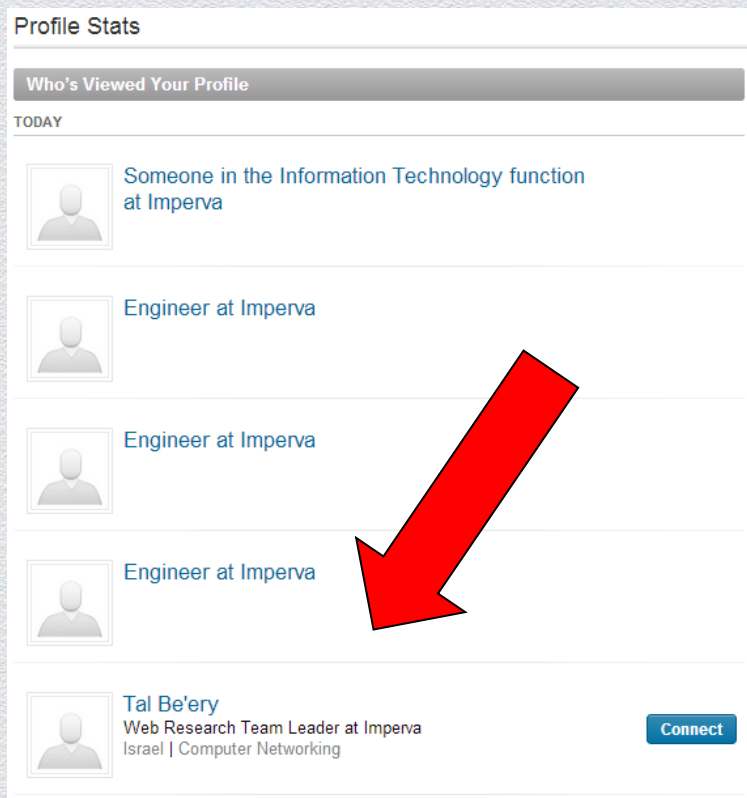 Profile Stats
Who's Viewed Your Profile
TODAY
Someone in the Information Technology function
at Imperva
Engineer at Imperva
Engineer at Imperva
Engineer at Imperva
Tal Be'ery
Web Research Team Leader at Imperva
Connect
Israel | Computer Networking